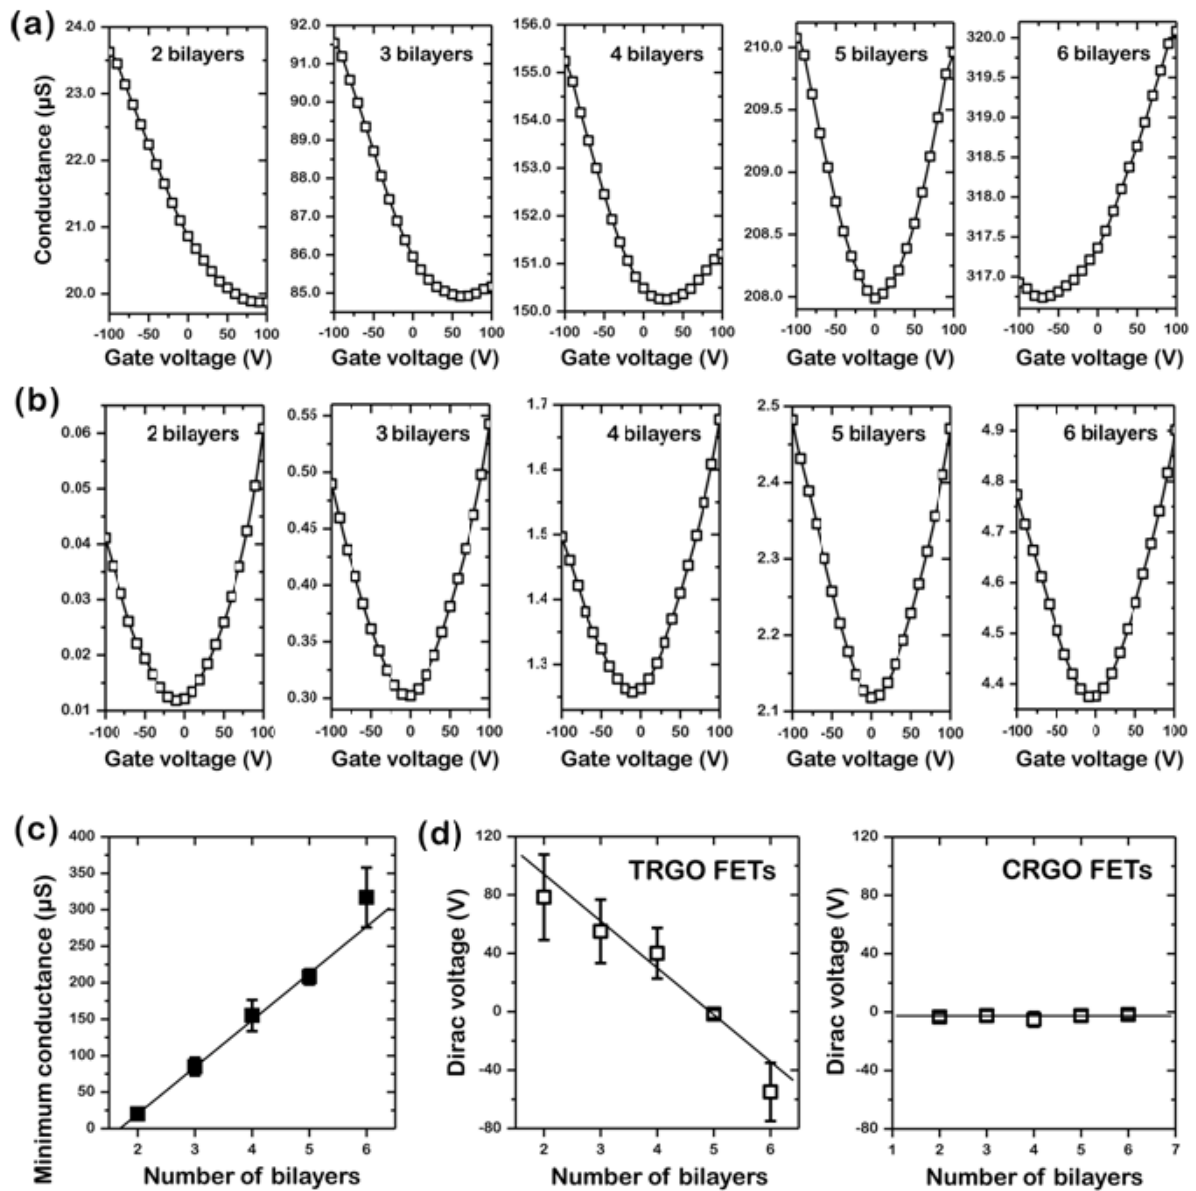 (a)
Conductance (µS)
2 bilayers
24.0
23.0
22.0
21.0
20.0
-100 -50 0 50 100
Gate voltage (V)
3 bilayers
92.0
91.0
90.0
89.0
88.0
87.0
86.0
85.0
-100 -50 0 50 100
Gate voltage (V)
4 bilayers
156.0
155.0
154.0
153.0
152.0
151.0
150.0
-100 -50 0 50 100
Gate voltage (V)
5 bilayers
210.0
209.5
209.0
208.5
208.0
-100 -50 0 50 100
Gate voltage (V)
6 bilayers
320.0
319.5
319.0
318.5
318.0
317.5
317.0
-100 -50 0 50 100
Gate voltage (V)
(b)
2 bilayers
0.06
0.05
0.04
0.03
0.02
0.01
-100 -50 0 50 100
Gate voltage (V)
3 bilayers
0.55
0.50
0.45
0.40
0.35
0.30
-100 -50 0 50 100
Gate voltage (V)
4 bilayers
1.7
1.6
1.5
1.4
1.3
-100 -50 0 50 100
Gate voltage (V)
5 bilayers
2.5
2.4
2.3
2.2
2.1
-100 -50 0 50 100
Gate voltage (V)
6 bilayers
4.9
4.8
4.7
4.6
4.5
4.4
-100 -50 0 50 100
Gate voltage (V)
(c)
Minimum conductance (µS)
400
350
300
250
200
150
100
50
0
2 3 4 5 6
Number of bilayers
(d)
Dirac voltage (V)
TRGO FETs
120
80
40
0
-40
-80
2 3 4 5 6
Number of bilayers
Dirac voltage (V)
CRGO FETs
120
80
40
0
-40
-80
1 2 3 4 5 6 7
Number of bilayers